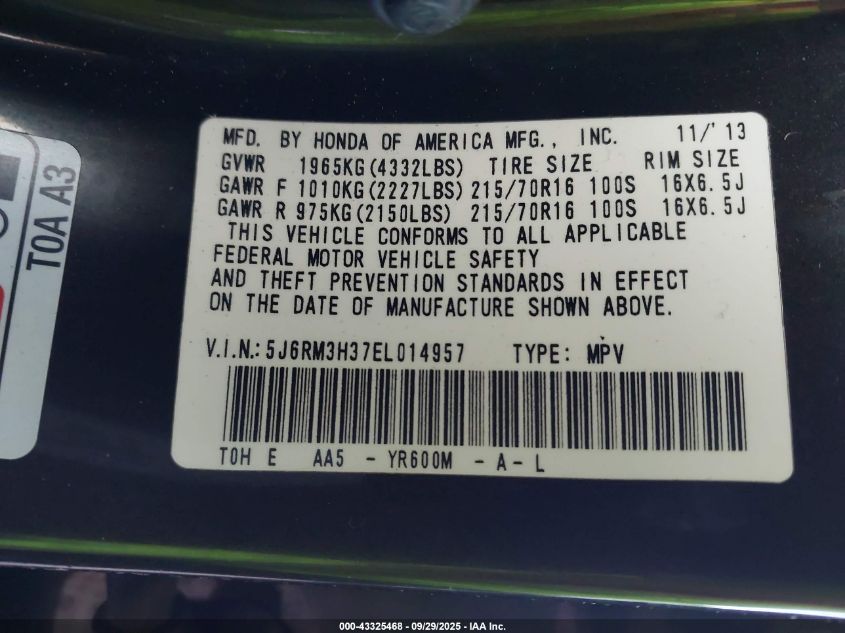 MFD. BY HONDA OF AMERICA MFG., INC. 11/'13
GVWR 1965KG(4332LBS) TIRE SIZE RIM SIZE
GAWR F 1010KG(2227LBS) 215/70R16 100S 16X6.5J
GAWR R 975KG(2150LBS) 215/70R16 100S 16X6.5J
THIS VEHICLE CONFORMS TO ALL APPLICABLE
FEDERAL MOTOR VEHICLE SAFETY
AND THEFT PREVENTION STANDARDS IN EFFECT
ON THE DATE OF MANUFACTURE SHOWN ABOVE.
V.I.N.: 5J6RM3H37EL014957 TYPE: MPV
T0H E AA5 - YR600M - A - L
T0A A3
000-43325468 - 09/29/2025 - IAA Inc.